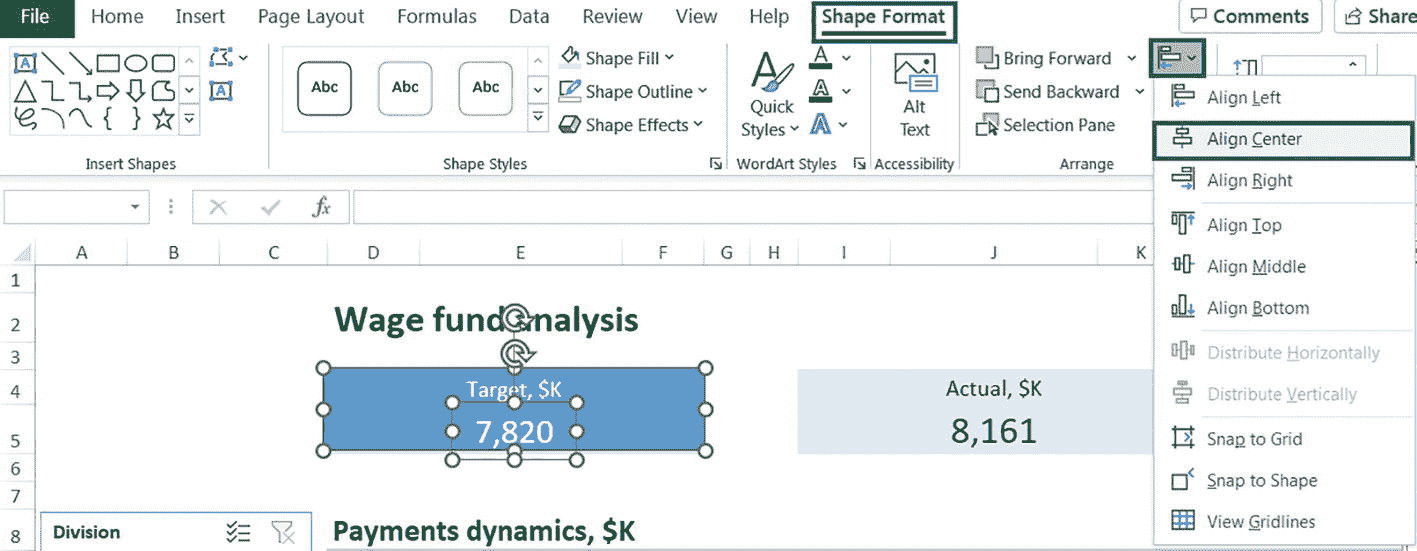 File Home Insert Page Layout Formulas Data Review View Help Shape Format Comments Share
Shape Fill
Shape Outline
Shape Effects
Abc Abc Abc
Quick
Styles
Alt
Text
Bring Forward
Send Backward
Selection Pane
Insert Shapes Shape Styles WordArt Styles Accessibility Arrange
Align Left
Align Center
Align Right
Align Top
Align Middle
Align Bottom
Distribute Horizontally
Distribute Vertically
Snap to Grid
Snap to Shape
View Gridlines
fx
A B C D E F G H I J K
1
2 Wage fund analysis
3
4 Target, $K Actual, $K
5 7,820 8,161
6
7
8 Division Payments dynamics, $K